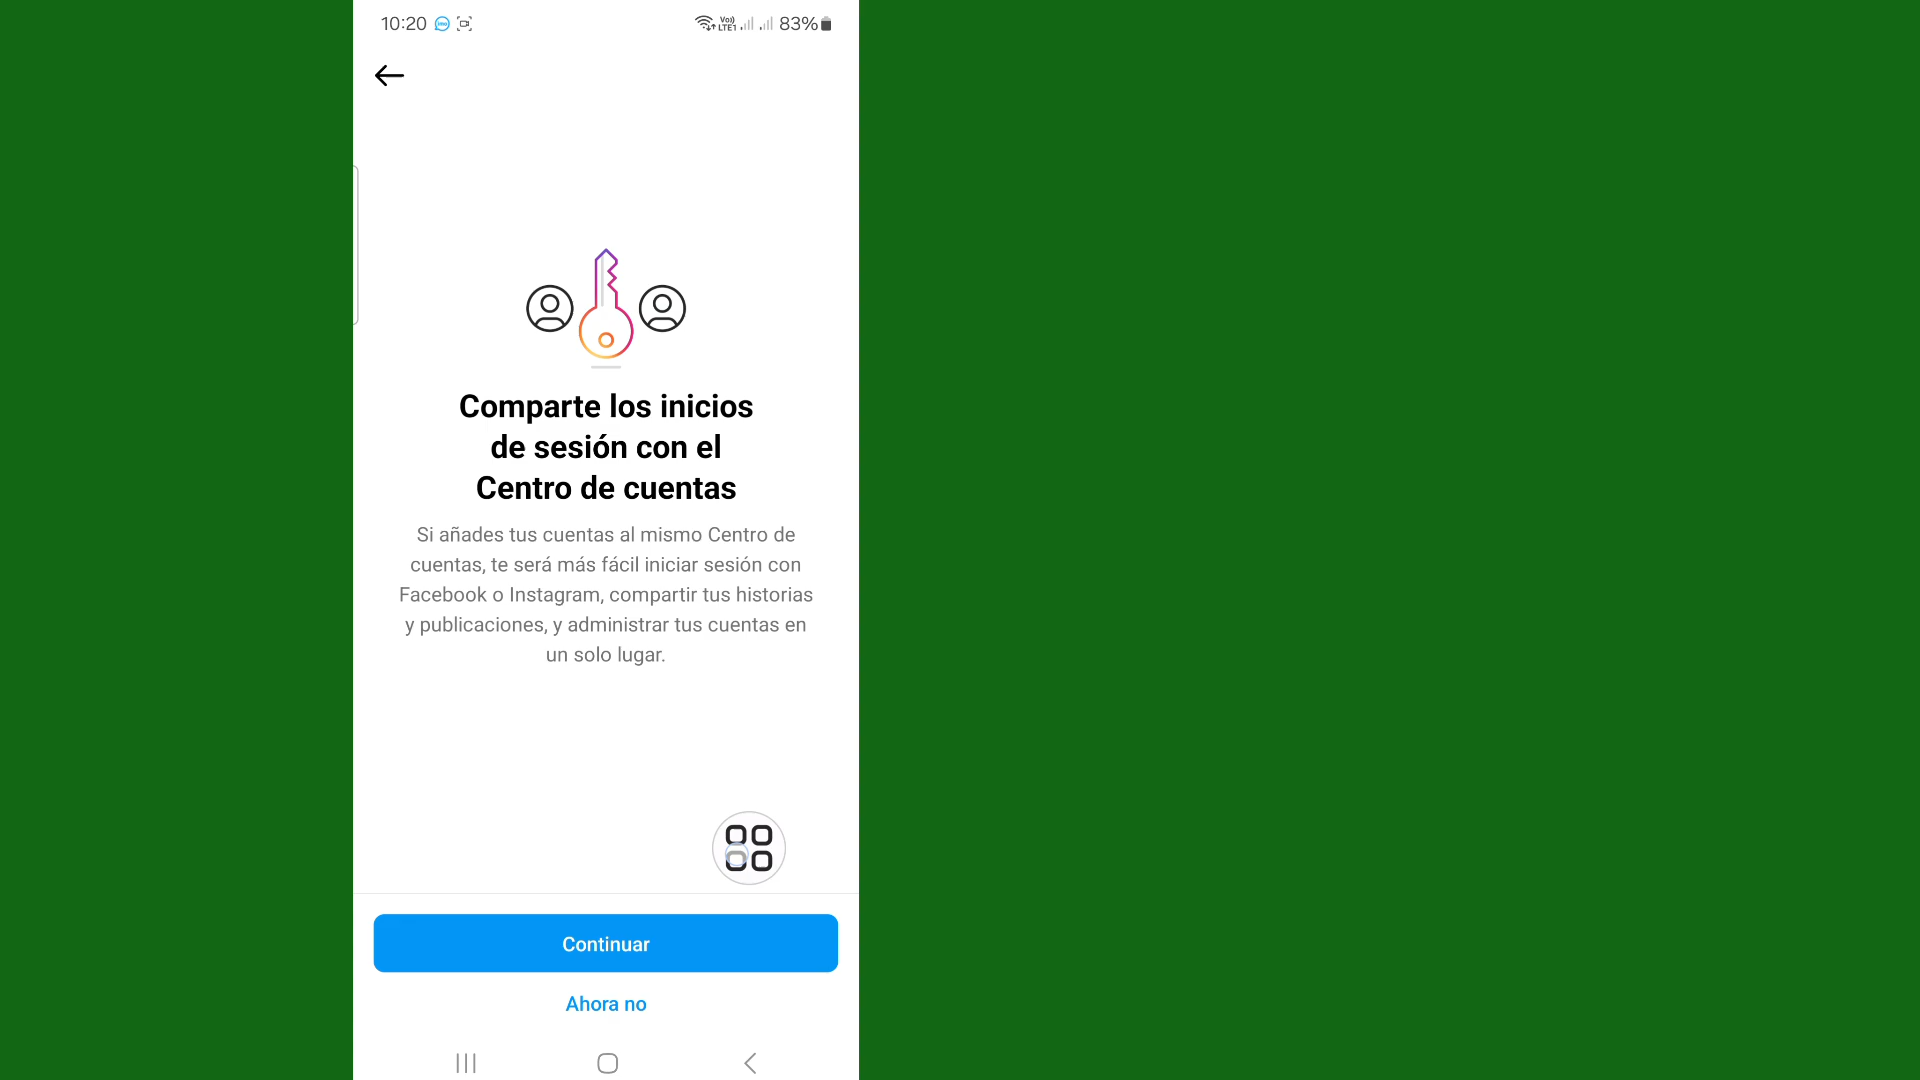 10:20
Vo)) LTE1 83%
Comparte los inicios
de sesión con el
Centro de cuentas
Si añades tus cuentas al mismo Centro de
cuentas, te será más fácil iniciar sesión con
Facebook o Instagram, compartir tus historias
y publicaciones, y administrar tus cuentas en
un solo lugar.
Continuar
Ahora no